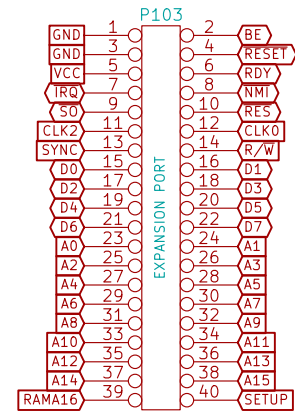 P103
GND 1 2 BE
GND 3 4 RESET
VCC 5 6 RDY
IRQ 7 8 NMI
SO 9 10 RES
CLK2 11 12 CLK0
SYNC 13 14 R/W
D0 15 16 D1
D2 17 18 D3
D4 19 20 D5
D6 21 22 D7
A0 23 24 A1
A2 25 26 A3
A4 27 28 A5
A6 29 30 A7
A8 31 32 A9
A10 33 34 A11
A12 35 36 A13
A14 37 38 A15
RAMA16 39 40 SETUP
EXPANSION PORT